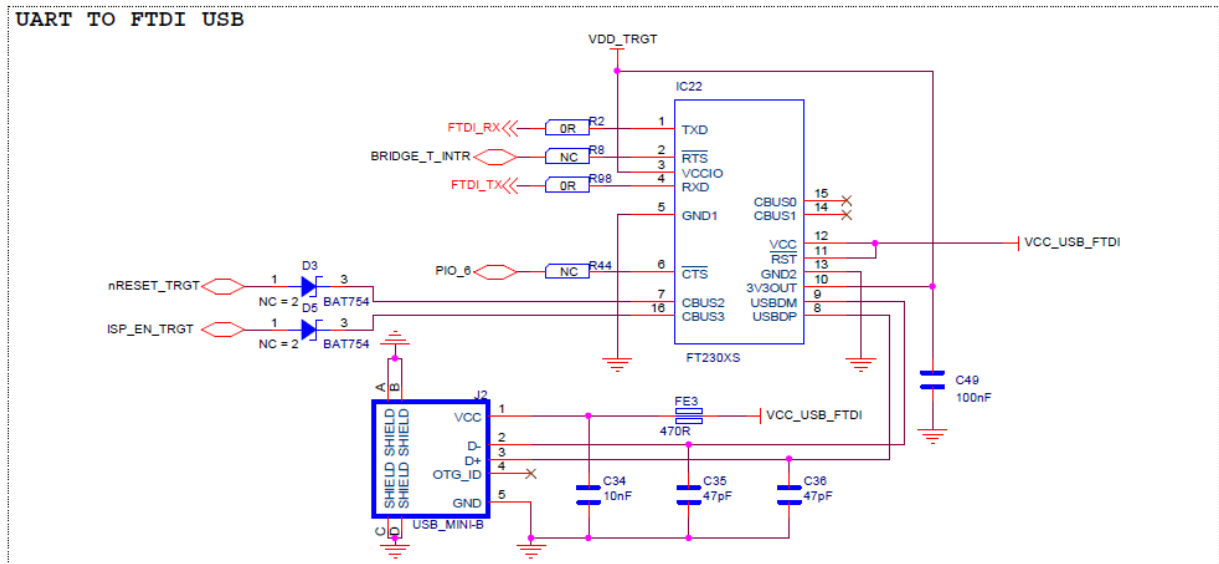 UART TO FTDI USB
VDD_TRGT
IC22
FTDI_RX
0R
R2
1
TXD
BRIDGE_T_INTR
NC
R8
2
RTS
3
VCCIO
FTDI_TX
0R
R98
4
RXD
5
GND1
15
CBUS0
14
CBUS1
12
VCC
VCC_USB_FTDI
11
RST
13
GND2
PIO_6
NC
R44
6
CTS
10
3V3OUT
9
USBDM
8
USBDP
D3
nRESET_TRGT
1
3
NC = 2
BAT754
7
CBUS2
D5
ISP_EN_TRGT
1
3
NC = 2
BAT754
16
CBUS3
FT230XS
C49
100nF
A
B
J2
SHIELD SHIELD
SHIELD SHIELD
VCC
1
FE3
470R
VCC_USB_FTDI
D-
2
D+
3
OTG_ID
4
GND
5
C34
10nF
C35
47pF
C36
47pF
C
D
USB_MINI-B